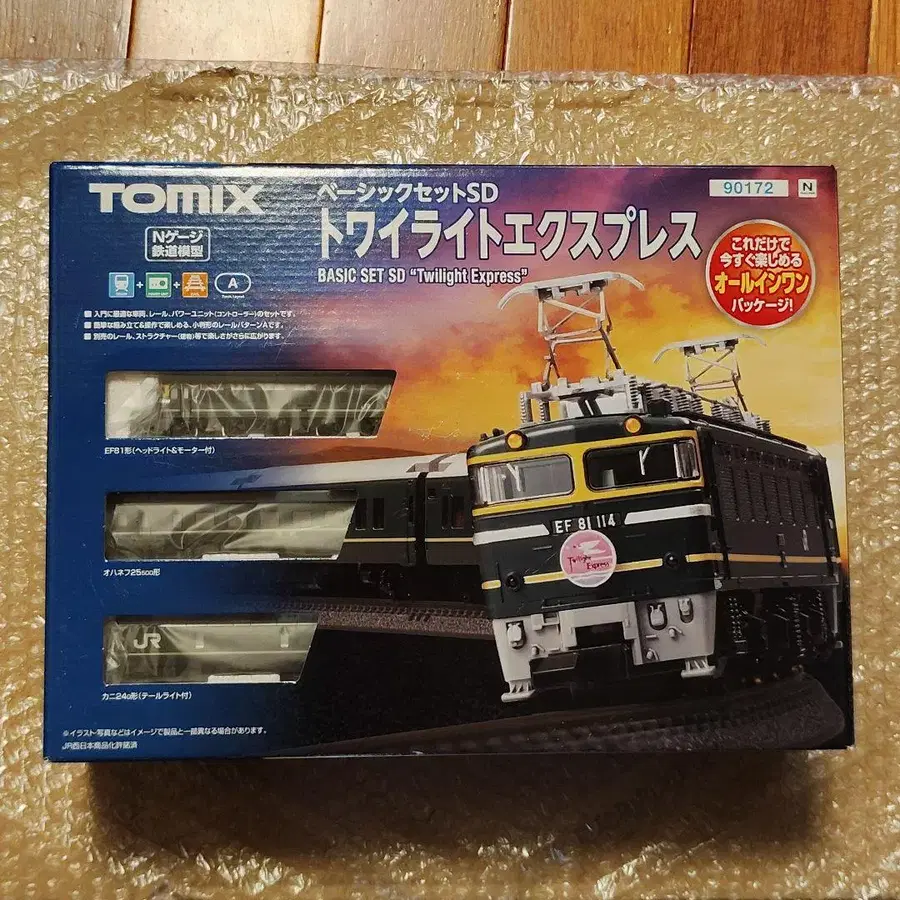 TOMIX
Nゲージ
鉄道模型
A
ベーシックセットSD
トワイライトエクスプレス
BASIC SET SD “Twilight Express”
90172
N
これだけで
今すぐ楽しめる
オールインワン
パッケージ!
■ 入門に最適な車両、レール、パワーユニット(コントローラー)のセットです。
■ 簡単な組み立て&操作で楽しめる、小判形のレールパターンAです。
■ 別売のレール、ストラクチャー(建物)等で楽しさがさらに広がります。
EF81形(ヘッドライト&モーター付)
オハネフ25500形
JR
カニ240形(テールライト付)
EF 81 114
Twilight
Express
※イラスト・写真などはイメージで製品と一部異なる場合があります。
JR西日本商品化許諾済